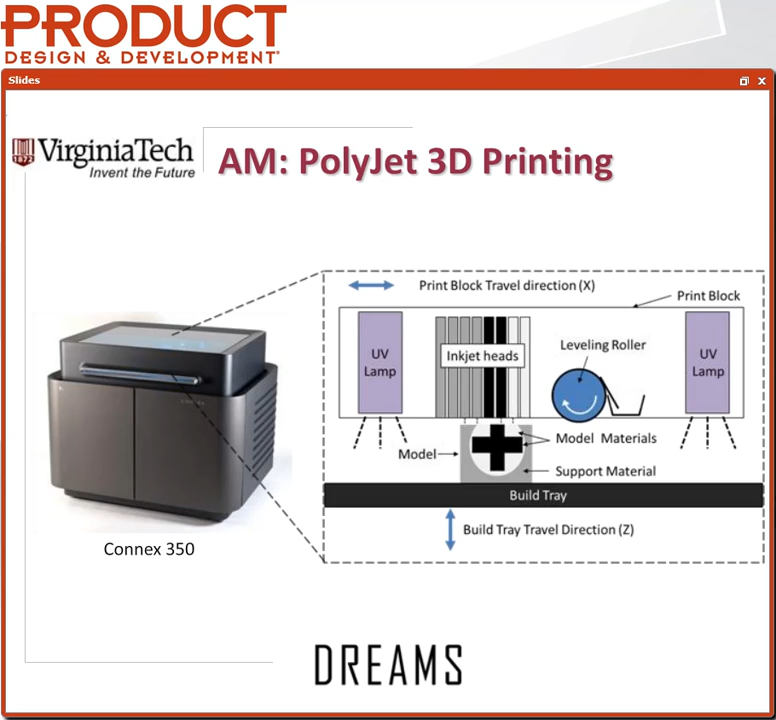 PRODUCT
DESIGN & DEVELOPMENT
Slides
VirginiaTech
1872
Invent the Future
AM: PolyJet 3D Printing
Print Block Travel direction (X)
Print Block
UV
Lamp
Inkjet heads
Leveling Roller
UV
Lamp
Model
Model Materials
Support Material
Build Tray
Build Tray Travel Direction (Z)
Connex 350
DREAMS